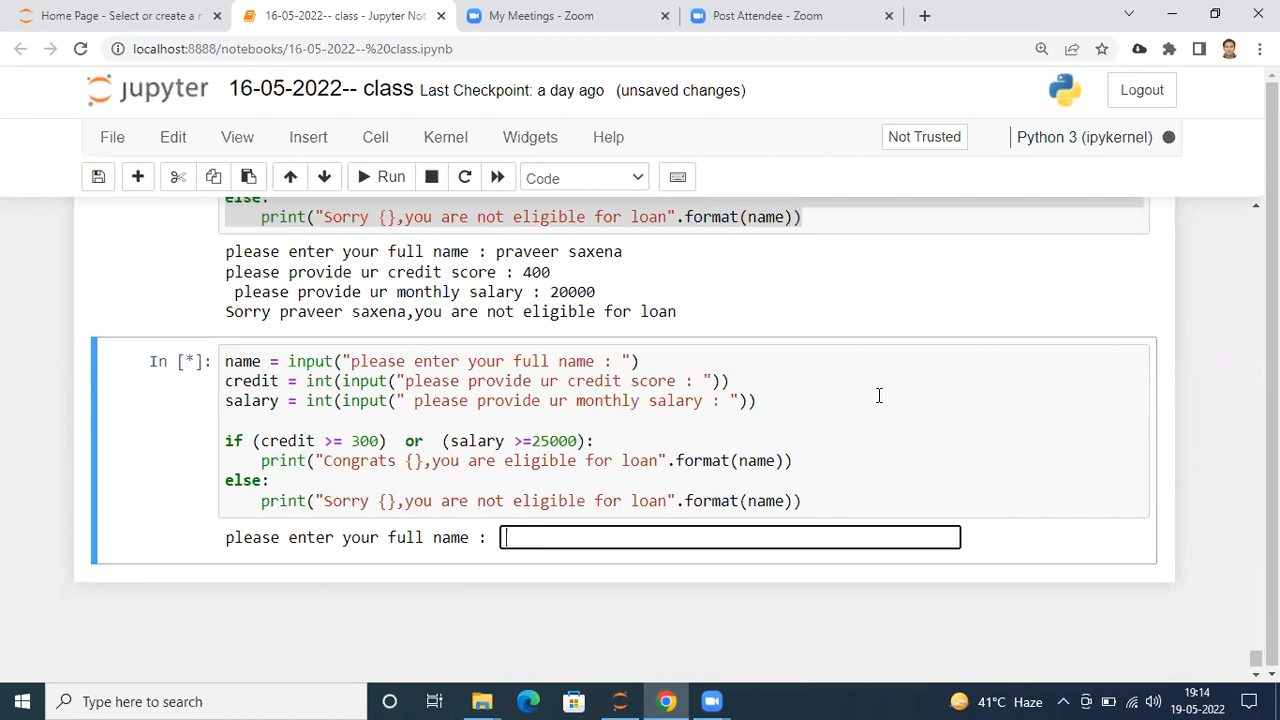 Home Page - Select or create a n
16-05-2022-- class - Jupyter Not
My Meetings - Zoom
Post Attendee - Zoom
localhost:8888/notebooks/16-05-2022--%20class.ipynb
jupyter
16-05-2022-- class Last Checkpoint: a day ago (unsaved changes)
Logout
File Edit View Insert Cell Kernel Widgets Help
Not Trusted
Python 3 (ipykernel)
Run
Code
else:
print("Sorry {},you are not eligible for loan".format(name))
please enter your full name : praveer saxena
please provide ur credit score : 400
please provide ur monthly salary : 20000
Sorry praveer saxena,you are not eligible for loan
In [*]:
name = input("please enter your full name : ")
credit = int(input("please provide ur credit score : "))
salary = int(input(" please provide ur monthly salary : "))
if (credit >= 300)  or  (salary >=25000):
print("Congrats {},you are eligible for loan".format(name))
else:
print("Sorry {},you are not eligible for loan".format(name))
please enter your full name :
Type here to search
41°C Haze
19:14
19-05-2022